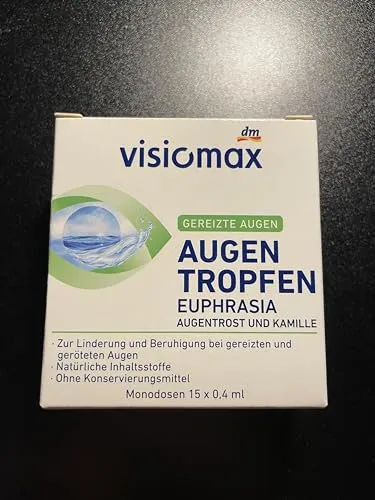 dm
visiomax
GEREIZTE AUGEN
AUGEN
TROPFEN
EUPHRASIA
AUGENTROST UND KAMILLE
· Zur Linderung und Beruhigung bei gereizten und
geröteten Augen
· Natürliche Inhaltsstoffe
· Ohne Konservierungsmittel
Monodosen 15 x 0,4 ml